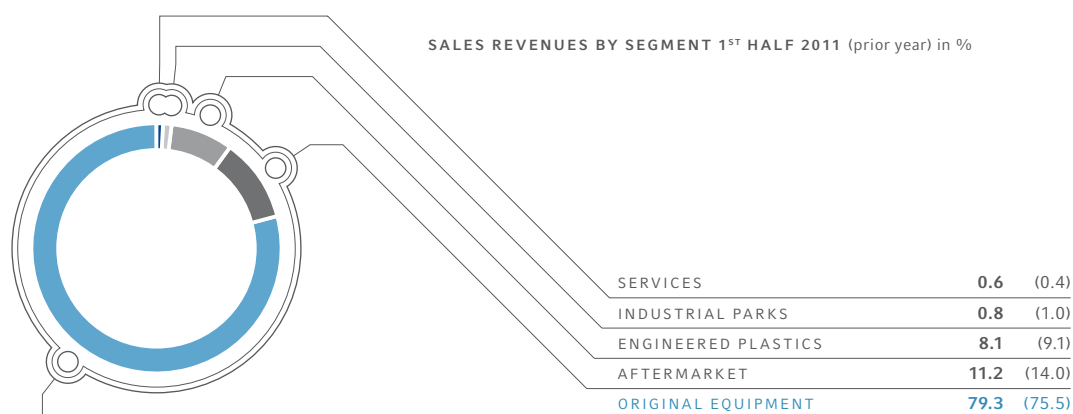 SALES REVENUES BY SEGMENT 1ST HALF 2011 (prior year) in %
SERVICES 0.6 (0.4)
INDUSTRIAL PARKS 0.8 (1.0)
ENGINEERED PLASTICS 8.1 (9.1)
AFTERMARKET 11.2 (14.0)
ORIGINAL EQUIPMENT 79.3 (75.5)